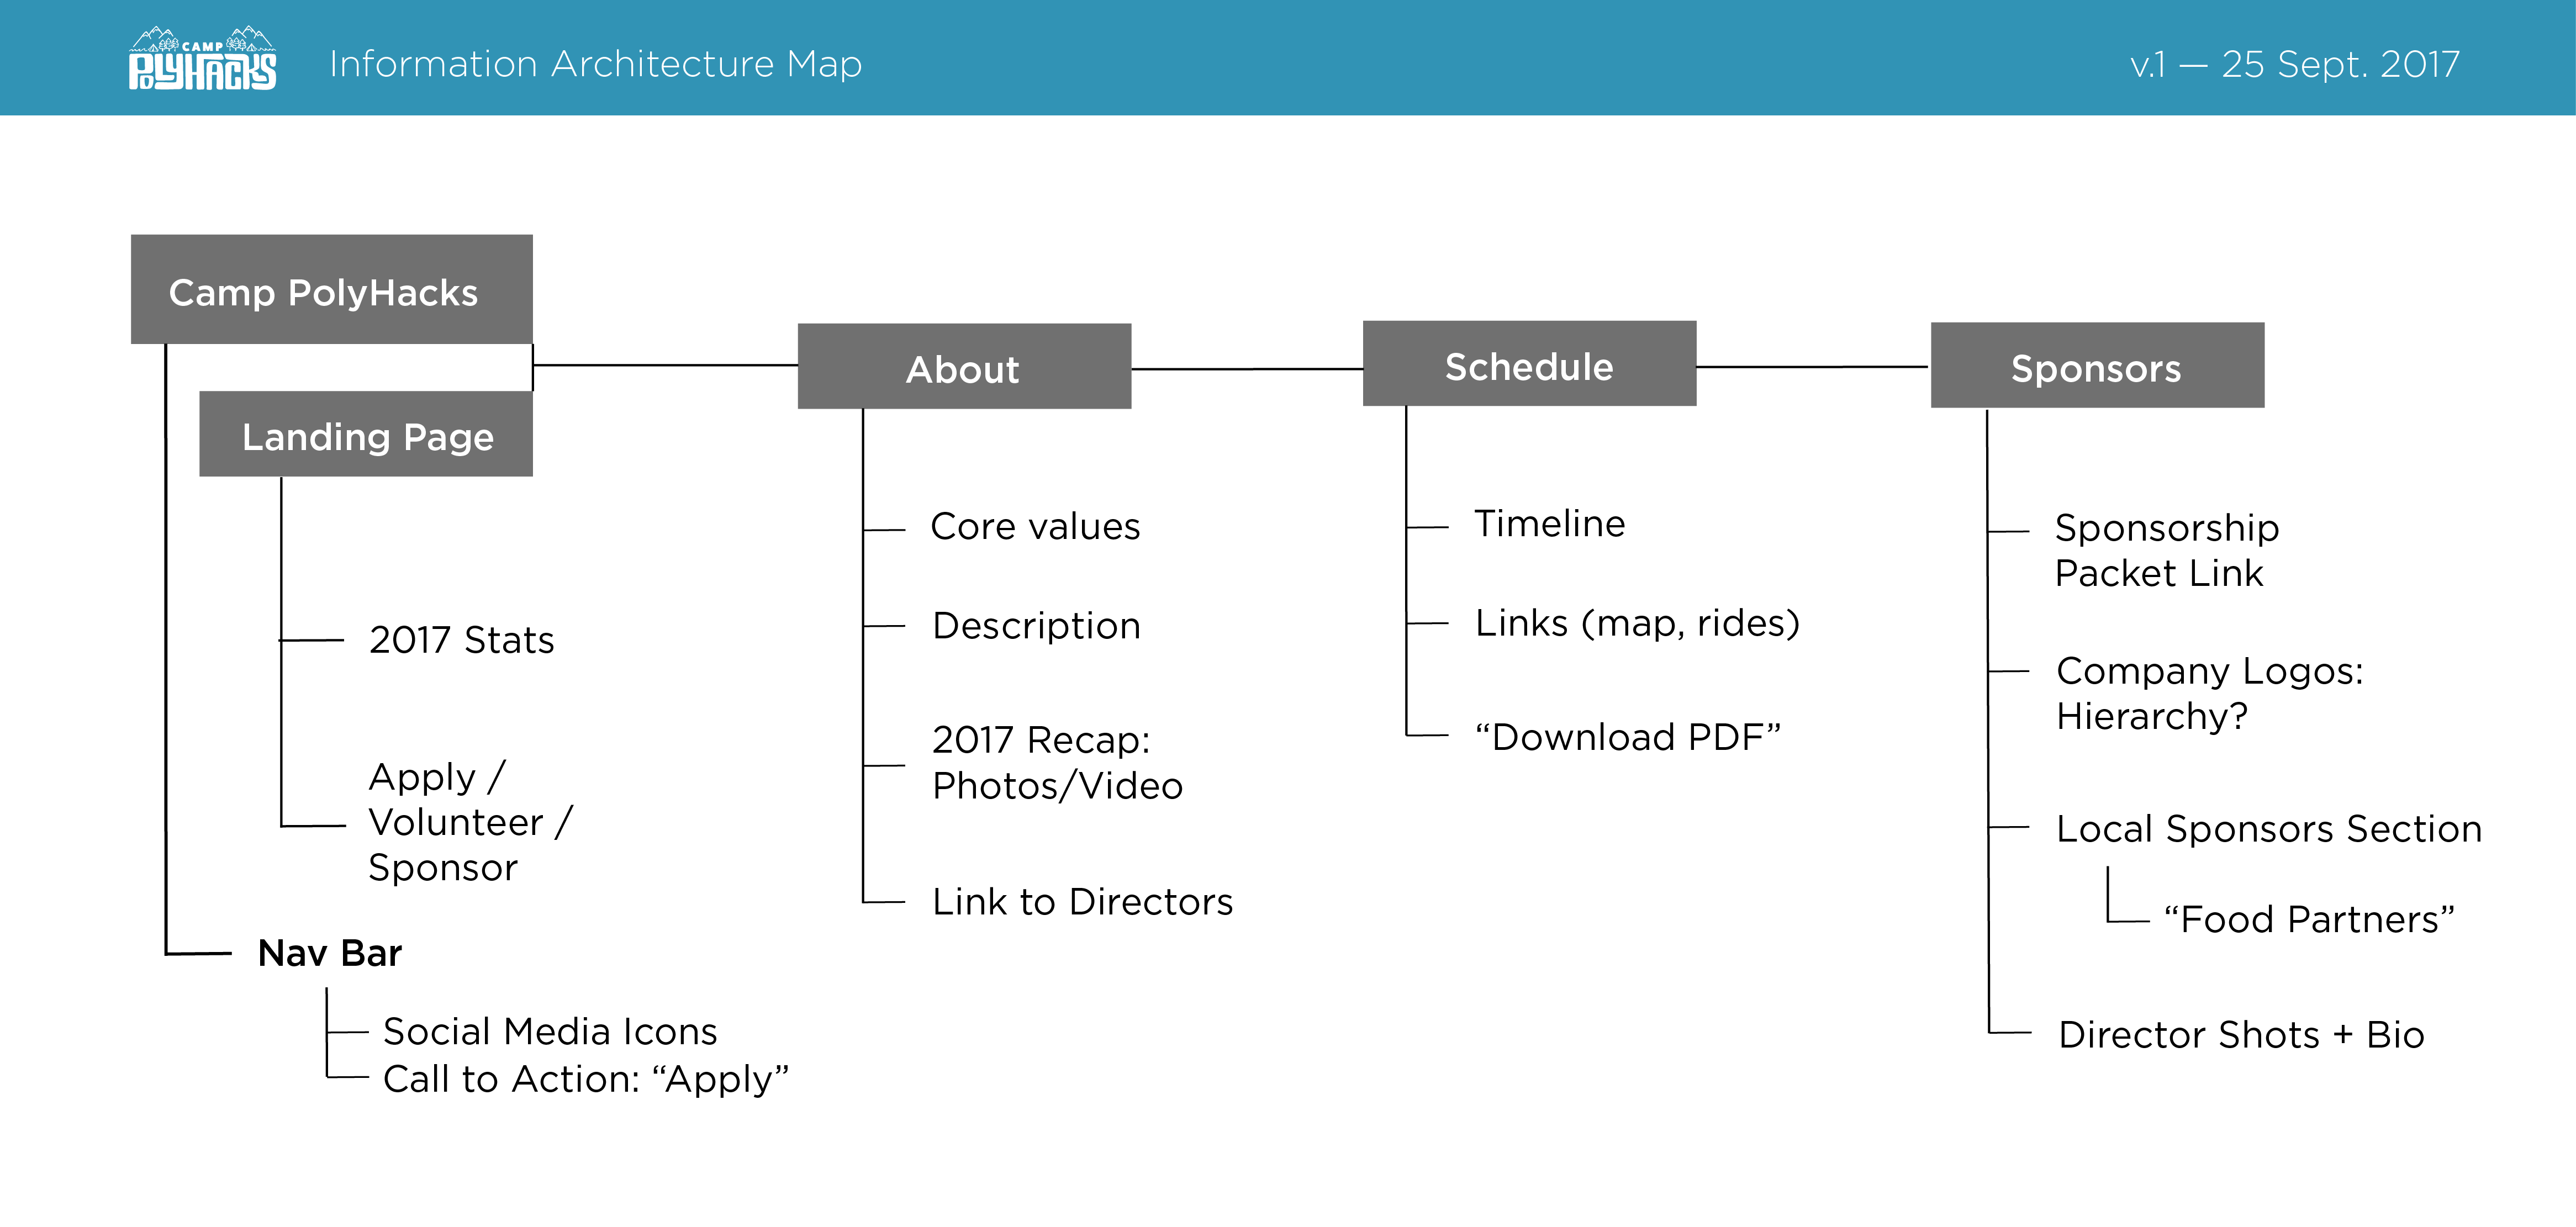 CAMP
POLYHACKS
Information Architecture Map
v.1 — 25 Sept. 2017
Camp PolyHacks
Landing Page
2017 Stats
Apply /
Volunteer /
Sponsor
Nav Bar
Social Media Icons
Call to Action: “Apply”
About
Core values
Description
2017 Recap:
Photos/Video
Link to Directors
Schedule
Timeline
Links (map, rides)
“Download PDF”
Sponsors
Sponsorship
Packet Link
Company Logos:
Hierarchy?
Local Sponsors Section
“Food Partners”
Director Shots + Bio